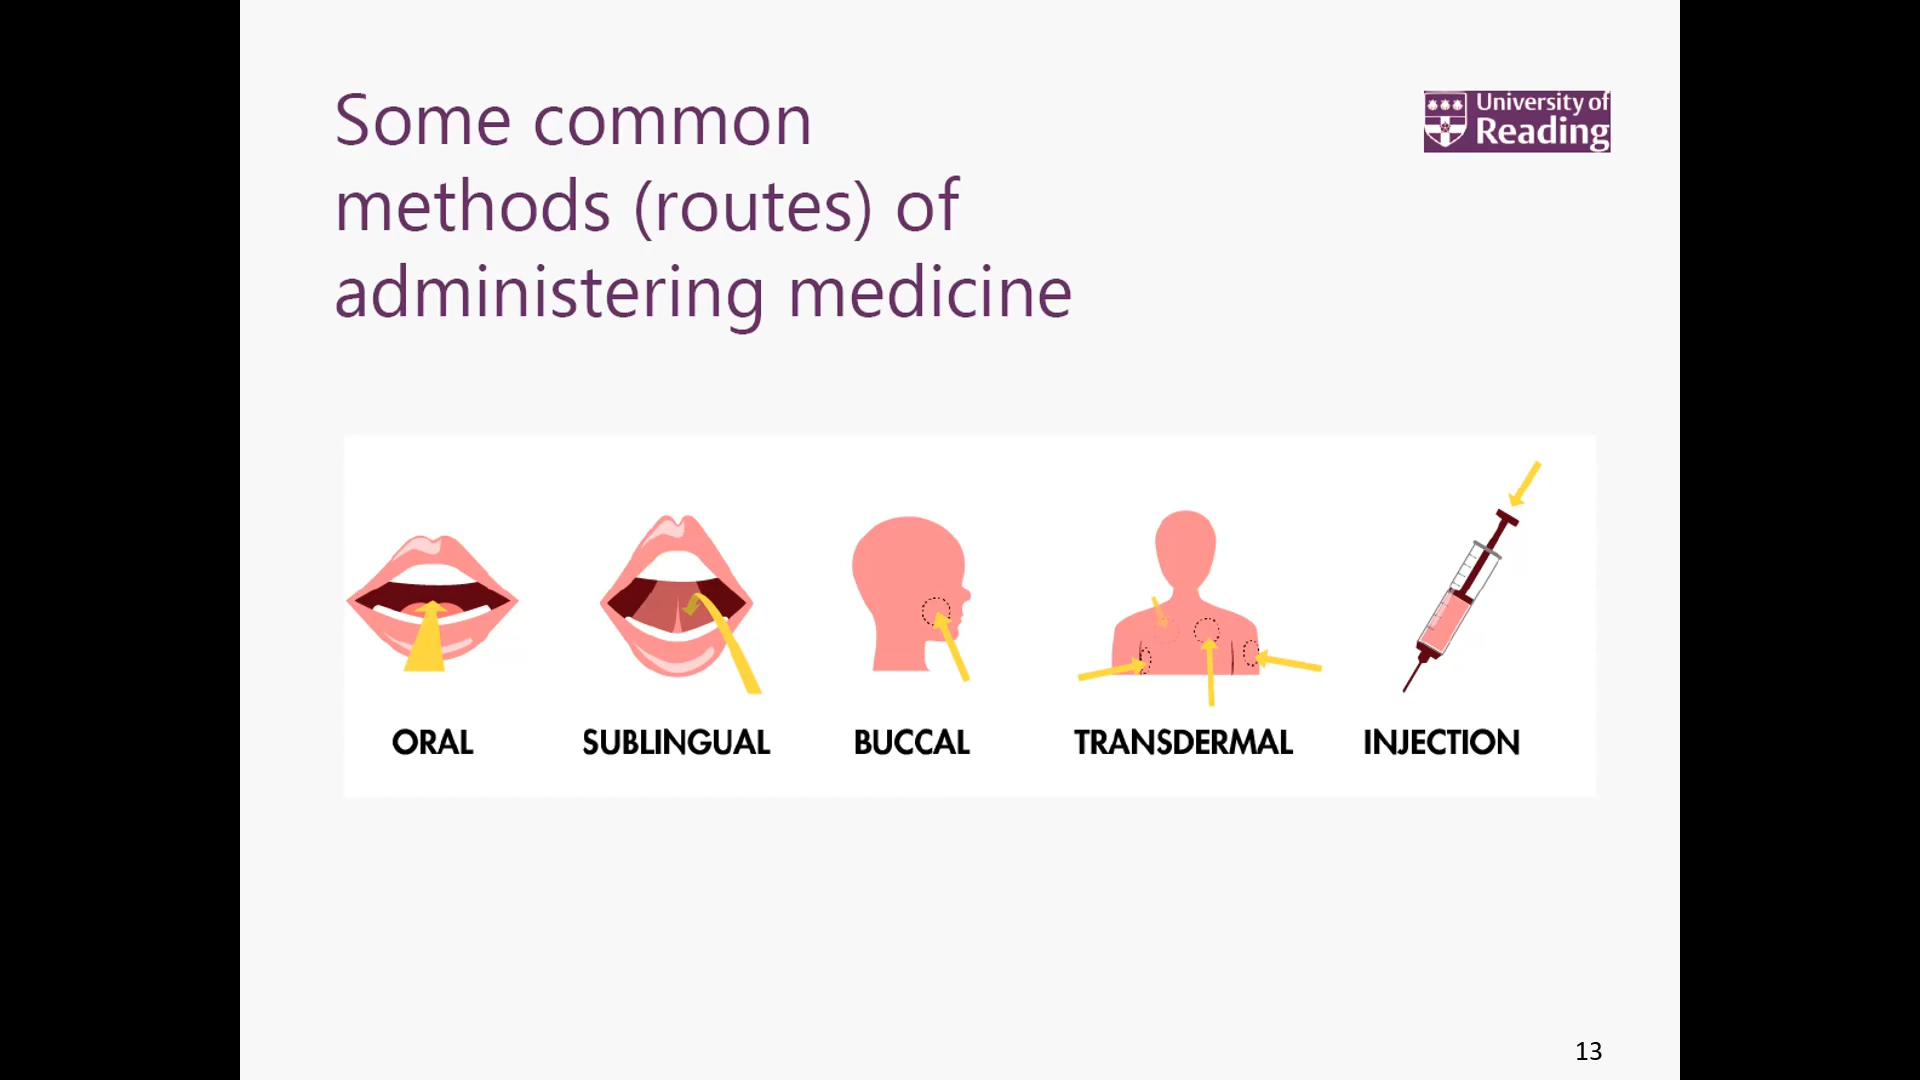 Some common
methods (routes) of
administering medicine
University of
Reading
ORAL
SUBLINGUAL
BUCCAL
TRANSDERMAL
INJECTION
13